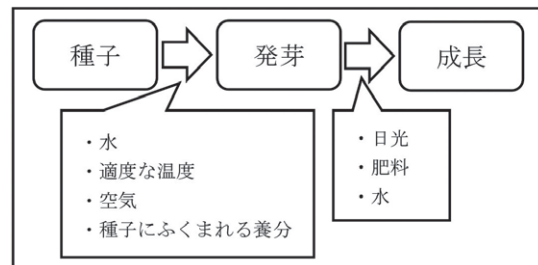 種子
発芽
成長
・水
・適度な温度
・空気
・種子にふくまれる養分
・日光
・肥料
・水